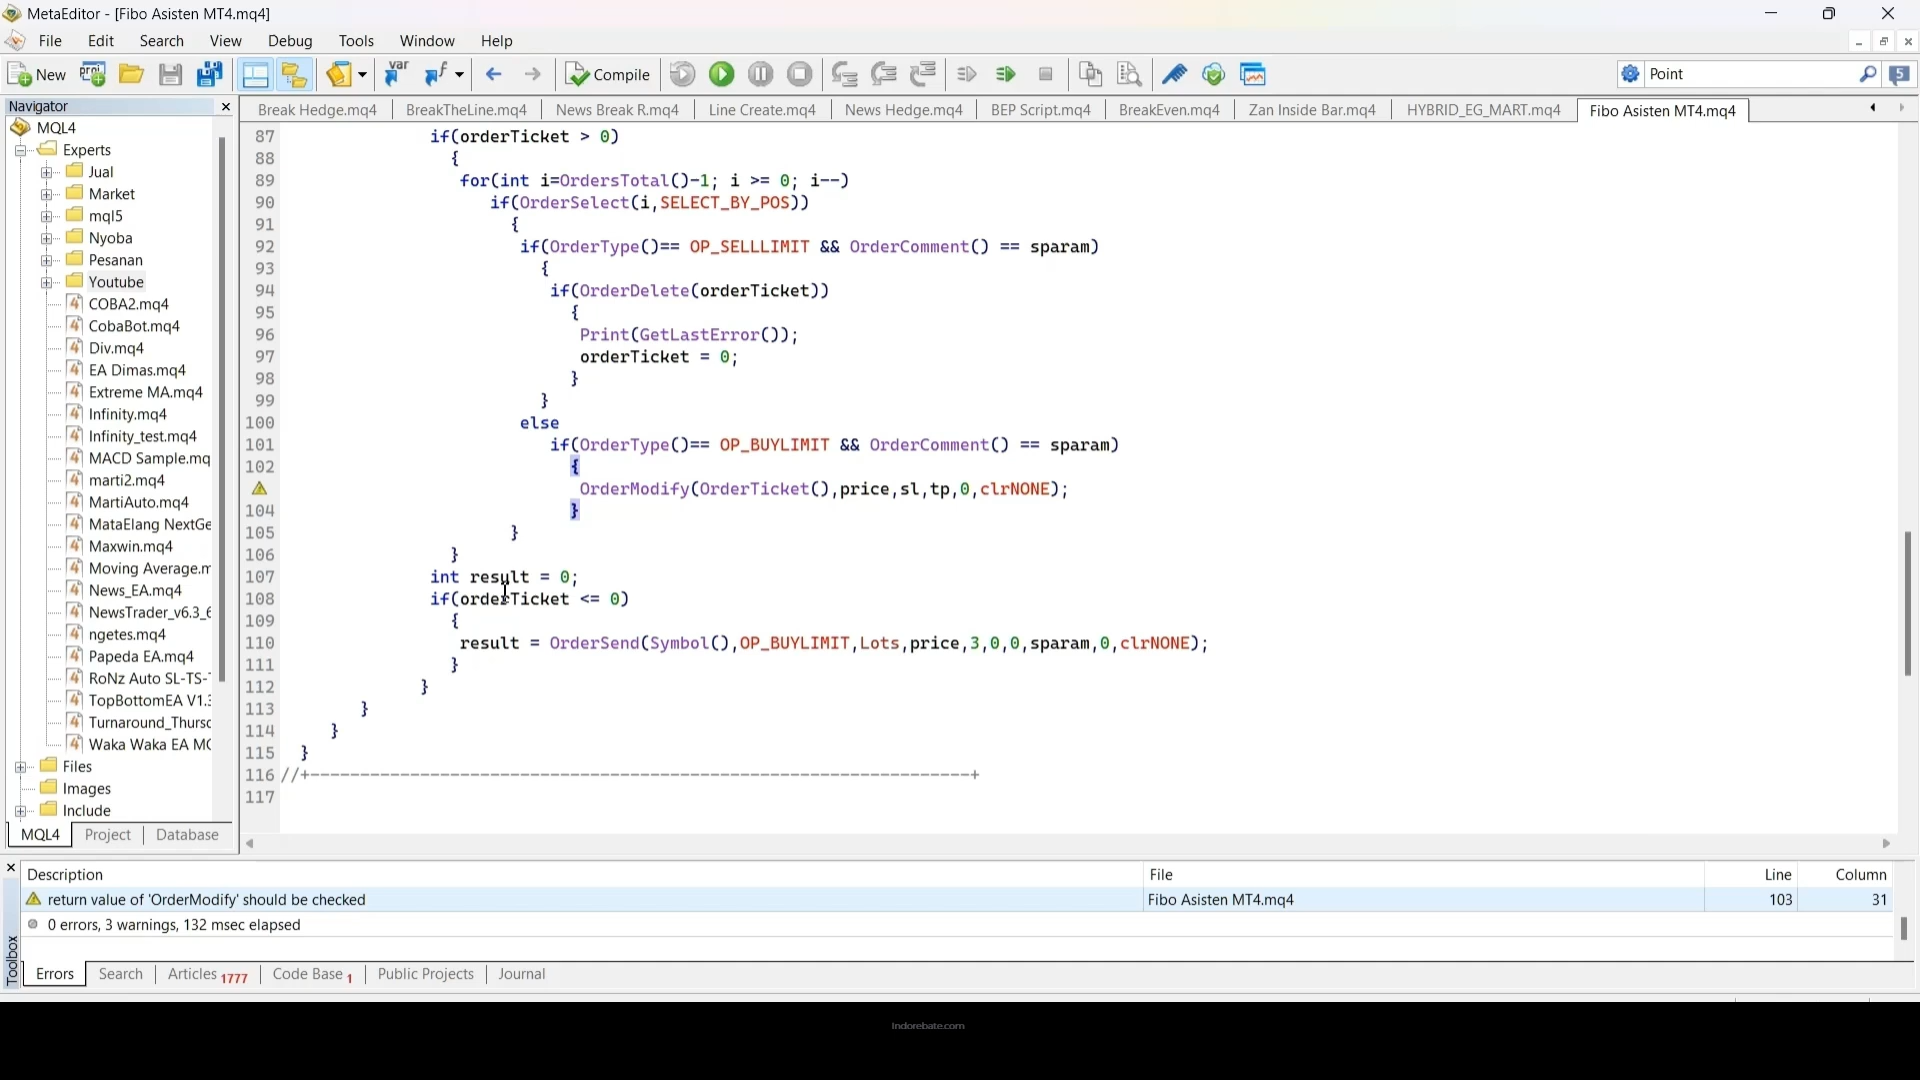 MetaEditor - [Fibo Asisten MT4.mq4]
File Edit Search View Debug Tools Window Help
New Compile Point 5
Navigator
Break Hedge.mq4 BreakTheLine.mq4 News Break R.mq4 Line Create.mq4 News Hedge.mq4 BEP Script.mq4 BreakEven.mq4 Zan Inside Bar.mq4 HYBRID_EG_MART.mq4 Fibo Asisten MT4.mq4
MQL4
Experts
Jual
Market
mql5
Nyoba
Pesanan
Youtube
COBA2.mq4
CobaBot.mq4
Div.mq4
EA Dimas.mq4
Extreme MA.mq4
Infinity.mq4
Infinity_test.mq4
MACD Sample.mq
marti2.mq4
MartiAuto.mq4
MataElang NextGe
Maxwin.mq4
Moving Average.m
News_EA.mq4
NewsTrader_v6.3_6
ngetes.mq4
Papeda EA.mq4
RoNz Auto SL-TS-
TopBottomEA V1.3
Turnaround_Thurs
Waka Waka EA M
Files
Images
Include
MQL4 Project Database
87 if(orderTicket > 0)
88 {
89 for(int i=OrdersTotal()-1; i >= 0; i--)
90 if(OrderSelect(i,SELECT_BY_POS))
91 {
92 if(OrderType()== OP_SELLLIMIT && OrderComment() == sparam)
93 {
94 if(OrderDelete(orderTicket))
95 {
96 Print(GetLastError());
97 orderTicket = 0;
98 }
99 }
100 else
101 if(OrderType()== OP_BUYLIMIT && OrderComment() == sparam)
102 {
OrderModify(OrderTicket(),price,sl,tp,0,clrNONE);
104 }
105 }
106 }
107 int result = 0;
108 if(orderTicket <= 0)
109 {
110 result = OrderSend(Symbol(),OP_BUYLIMIT,Lots,price,3,0,0,sparam,0,clrNONE);
111 }
112 }
113 }
114 }
115 }
116 //+------------------------------------------------------------------+
117
Description File Line Column
return value of 'OrderModify' should be checked Fibo Asisten MT4.mq4 103 31
0 errors, 3 warnings, 132 msec elapsed
Toolbox
Errors Search Articles 1777 Code Base 1 Public Projects Journal
Indorebate.com